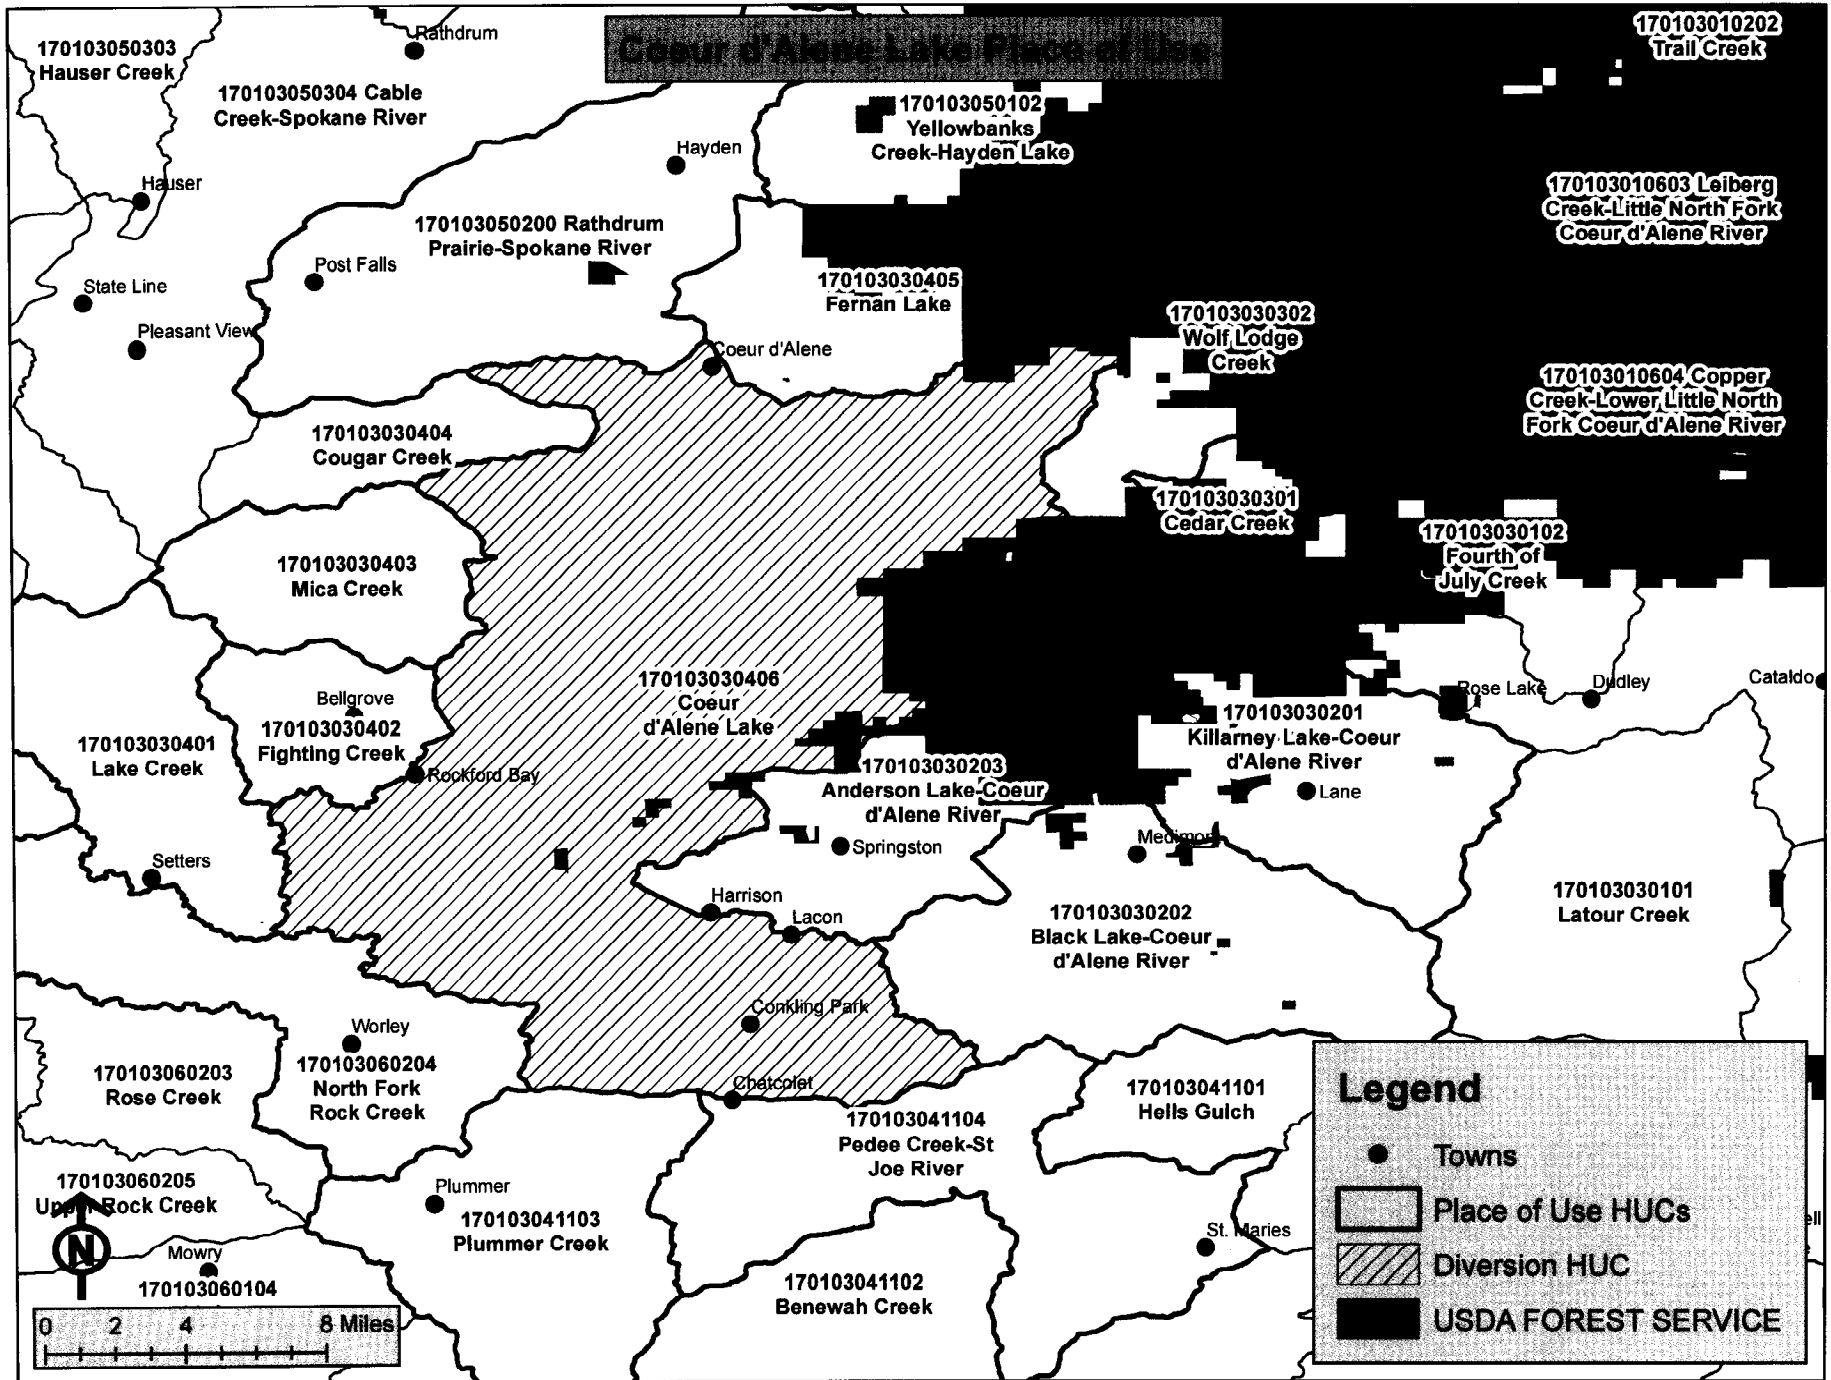 Coeur d'Alene Lake Place of Use
170103010202
Trail Creek
170103050303
Hauser Creek
Rathdrum
170103050304 Cable
Creek-Spokane River
170103050102
Yellowbanks
Creek-Hayden Lake
Hayden
Hauser
170103010603 Leiberg
Creek-Little North Fork
Coeur d'Alene River
170103050200 Rathdrum
Prairie-Spokane River
Post Falls
State Line
170103030405
Fernan Lake
Pleasant View
170103030302
Wolf Lodge
Creek
Coeur d'Alene
170103010604 Copper
Creek-Lower Little North
Fork Coeur d'Alene River
170103030404
Cougar Creek
170103030301
Cedar Creek
170103030102
Fourth of
July Creek
170103030403
Mica Creek
170103030406
Coeur
d'Alene Lake
Cataldo
Dudley
Rose Lake
Bellgrove
170103030402
Fighting Creek
170103030401
Lake Creek
170103030201
Killarney Lake-Coeur
d'Alene River
Rockford Bay
170103030203
Anderson Lake-Coeur
d'Alene River
Lane
Springston
Medimont
Setters
Harrison
Lacon
170103030202
Black Lake-Coeur
d'Alene River
170103030101
Latour Creek
Conkling Park
Worley
170103060204
North Fork
Rock Creek
170103060203
Rose Creek
Chatcolet
170103041101
Hells Gulch
170103041104
Pedee Creek-St
Joe River
170103060205
Upper Rock Creek
Plummer
170103041103
Plummer Creek
St. Maries
N
Mowry
170103060104
170103041102
Benewah Creek
0 2 4 8 Miles
Legend
Towns
Place of Use HUCs
Diversion HUC
USDA FOREST SERVICE